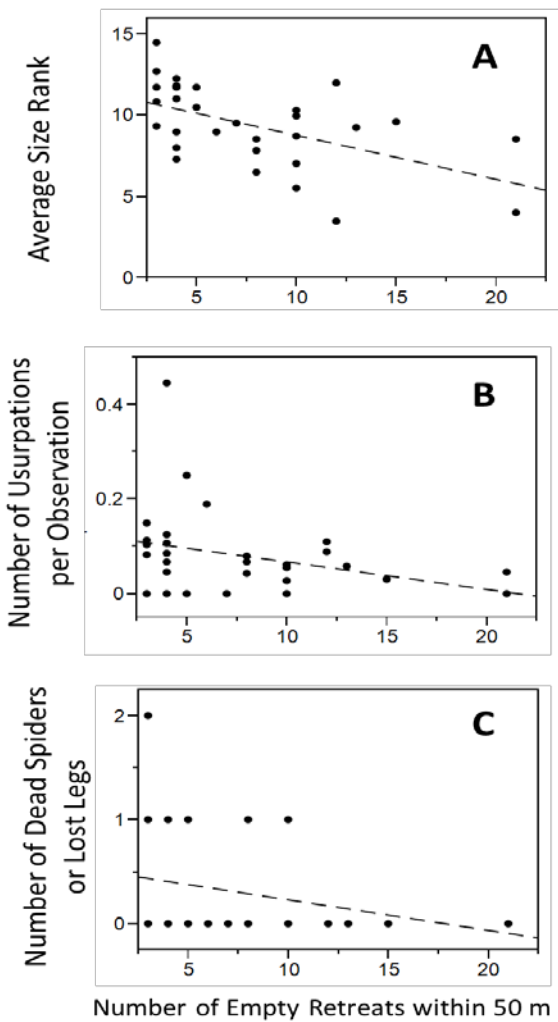 A
Average Size Rank
15
10
5
0
5 10 15 20
B
Number of Usurpations
per Observation
0.4
0.2
0
5 10 15 20
C
Number of Dead Spiders
or Lost Legs
2
1
0
5 10 15 20
Number of Empty Retreats within 50 m